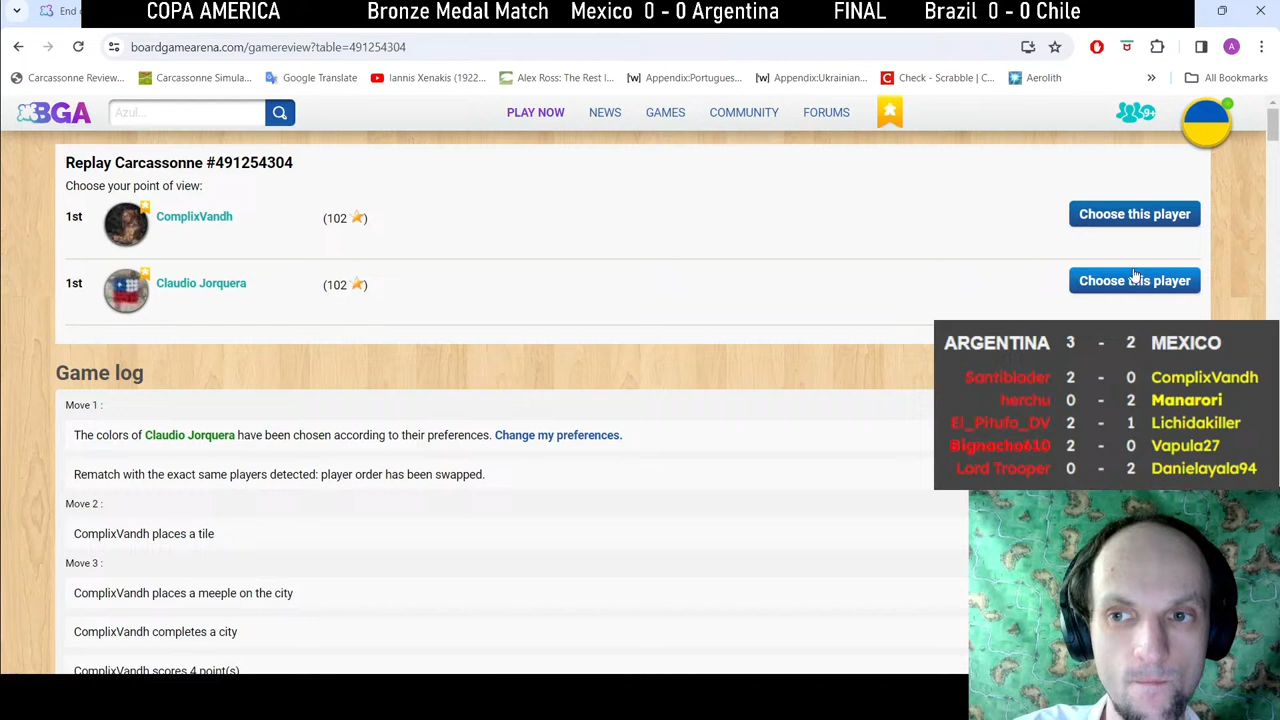 COPA AMERICA Bronze Medal Match Mexico 0 - 0 Argentina FINAL Brazil 0 - 0 Chile
End o
boardgamearena.com/gamereview?table=491254304
A
Carcassonne Review... Carcassonne Simula... Google Translate Iannis Xenakis (1922... Alex Ross: The Rest I... [w] Appendix:Portugues... [w] Appendix:Ukrainian... C Check - Scrabble | C... Aerolith » All Bookmarks
BGA Azul... PLAY NOW NEWS GAMES COMMUNITY FORUMS 9+
Replay Carcassonne #491254304
Choose your point of view:
1st ComplixVandh (102 ) Choose this player
1st Claudio Jorquera (102 ) Choose this player
ARGENTINA 3 - 2 MEXICO
Santiblader 2 - 0 ComplixVandh
herchu 0 - 2 Manarori
El_Pitufo_DV 2 - 1 Lichidakiller
Bignacho610 2 - 0 Vapula27
Lord Trooper 0 - 2 Danielayala94
Game log
Move 1 :
The colors of Claudio Jorquera have been chosen according to their preferences. Change my preferences.
Rematch with the exact same players detected: player order has been swapped.
Move 2 :
ComplixVandh places a tile
Move 3 :
ComplixVandh places a meeple on the city
ComplixVandh completes a city
ComplixVandh scores 4 point(s)